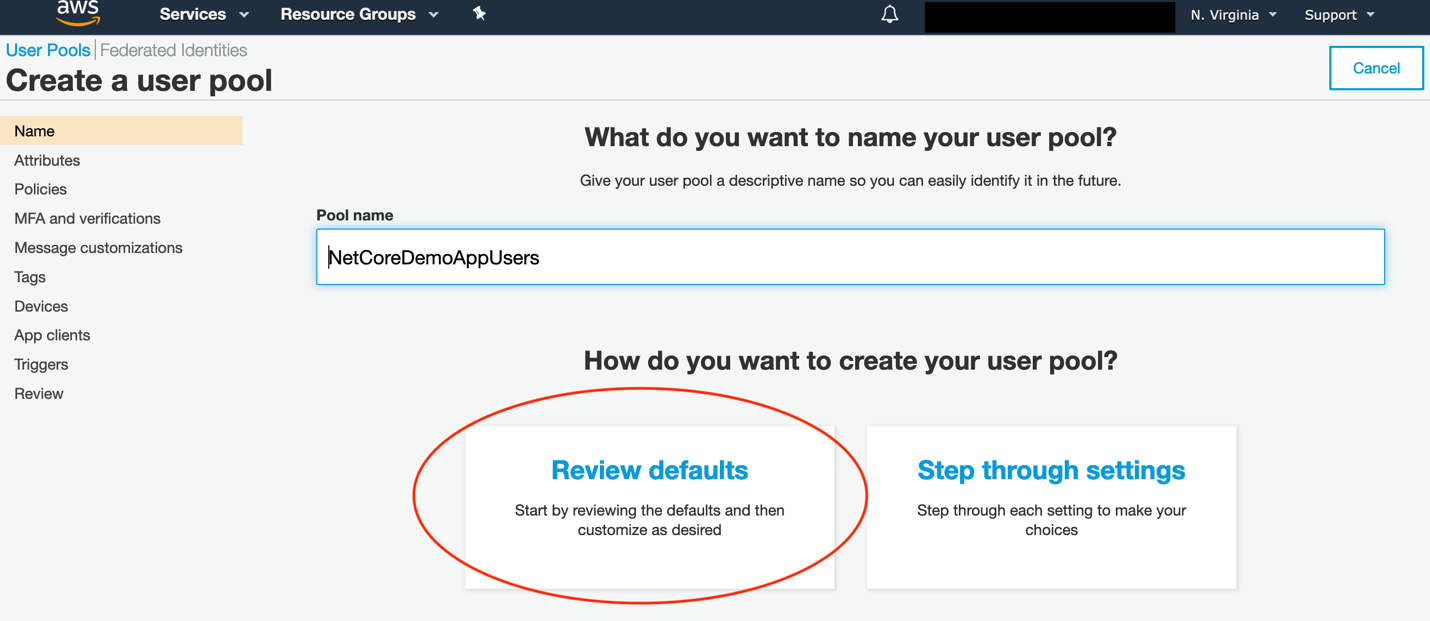 aws Services Resource Groups N. Virginia Support
User Pools Federated Identities
Create a user pool
Cancel
Name
Attributes
Policies
MFA and verifications
Message customizations
Tags
Devices
App clients
Triggers
Review
What do you want to name your user pool?
Give your user pool a descriptive name so you can easily identify it in the future.
Pool name
NetCoreDemoAppUsers
How do you want to create your user pool?
Review defaults
Start by reviewing the defaults and then
customize as desired
Step through settings
Step through each setting to make your
choices